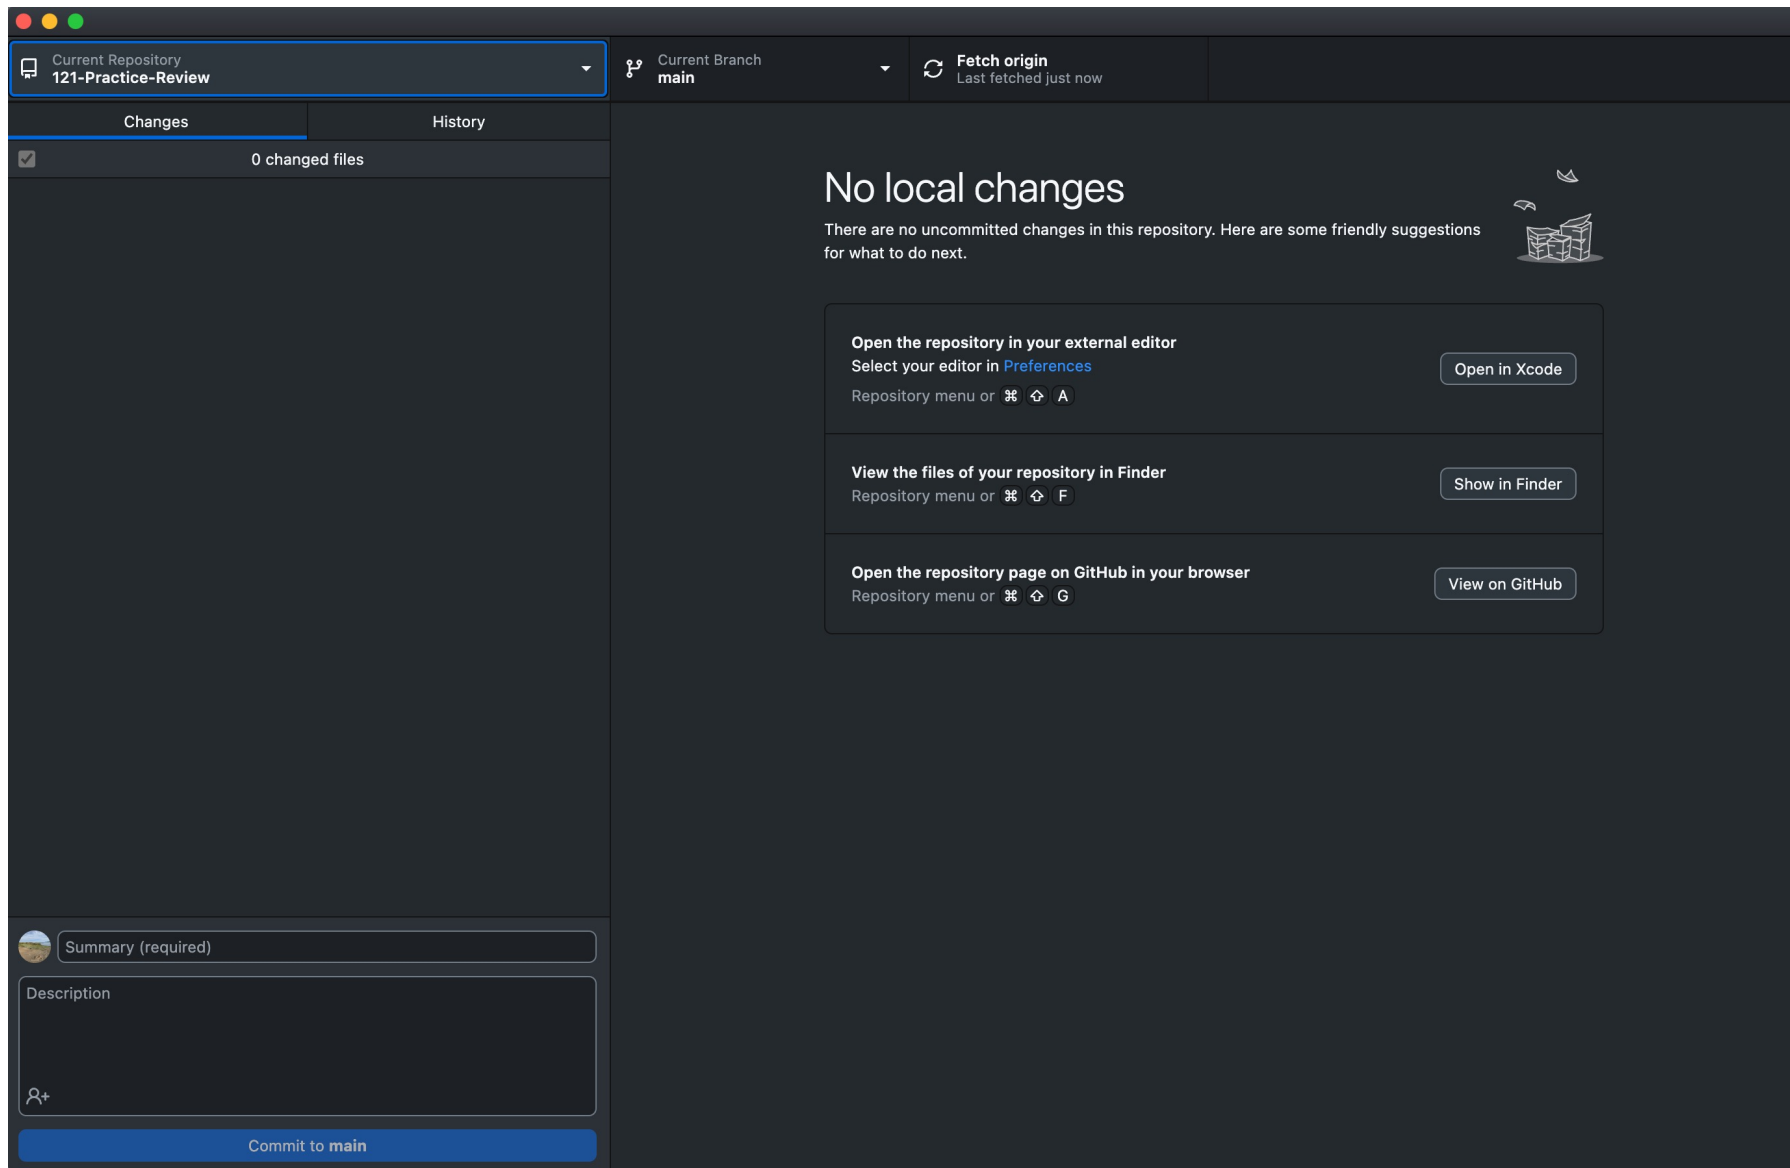 Current Repository
121-Practice-Review
Current Branch
main
Fetch origin
Last fetched just now
Changes
History
0 changed files
No local changes
There are no uncommitted changes in this repository. Here are some friendly suggestions
for what to do next.
Open the repository in your external editor
Select your editor in Preferences
Repository menu or ⌘ ⇧ A
Open in Xcode
View the files of your repository in Finder
Repository menu or ⌘ ⇧ F
Show in Finder
Open the repository page on GitHub in your browser
Repository menu or ⌘ ⇧ G
View on GitHub
Summary (required)
Description
Commit to main